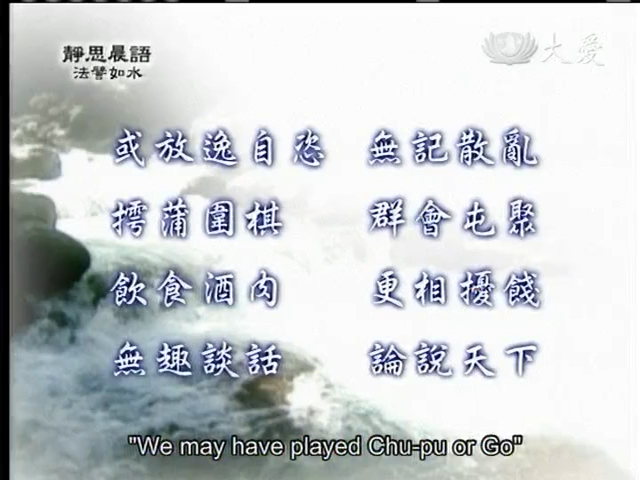 靜思晨語
法譬如水
大愛
或放逸自恣 無記散亂
摴蒲圍棋 群會屯聚
飲食酒肉 更相擾餞
無趣談話 論說天下
"We may have played Chu-pu or Go"